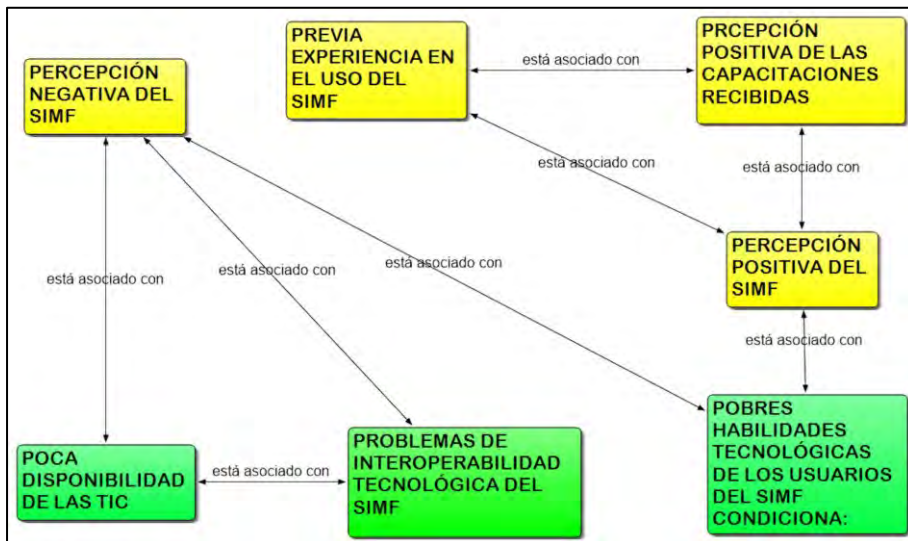 PERCEPCIÓN
NEGATIVA DEL
SIMF
PREVIA
EXPERIENCIA EN
EL USO DEL
SIMF
está asociado con
PRCEPCIÓN
POSITIVA DE LAS
CAPACITACIONES
RECIBIDAS
está asociado con
está asociado con
PERCEPCIÓN
POSITIVA DEL
SIMF
está asociado con
está asociado con
está asociado con
está asociado con
POCA
DISPONIBILIDAD
DE LAS TIC
está asociado con
PROBLEMAS DE
INTEROPERABILIDAD
TECNOLÓGICA DEL
SIMF
POBRES
HABILIDADES
TECNOLÓGICAS
DE LOS USUARIOS
DEL SIMF
CONDICIONA: